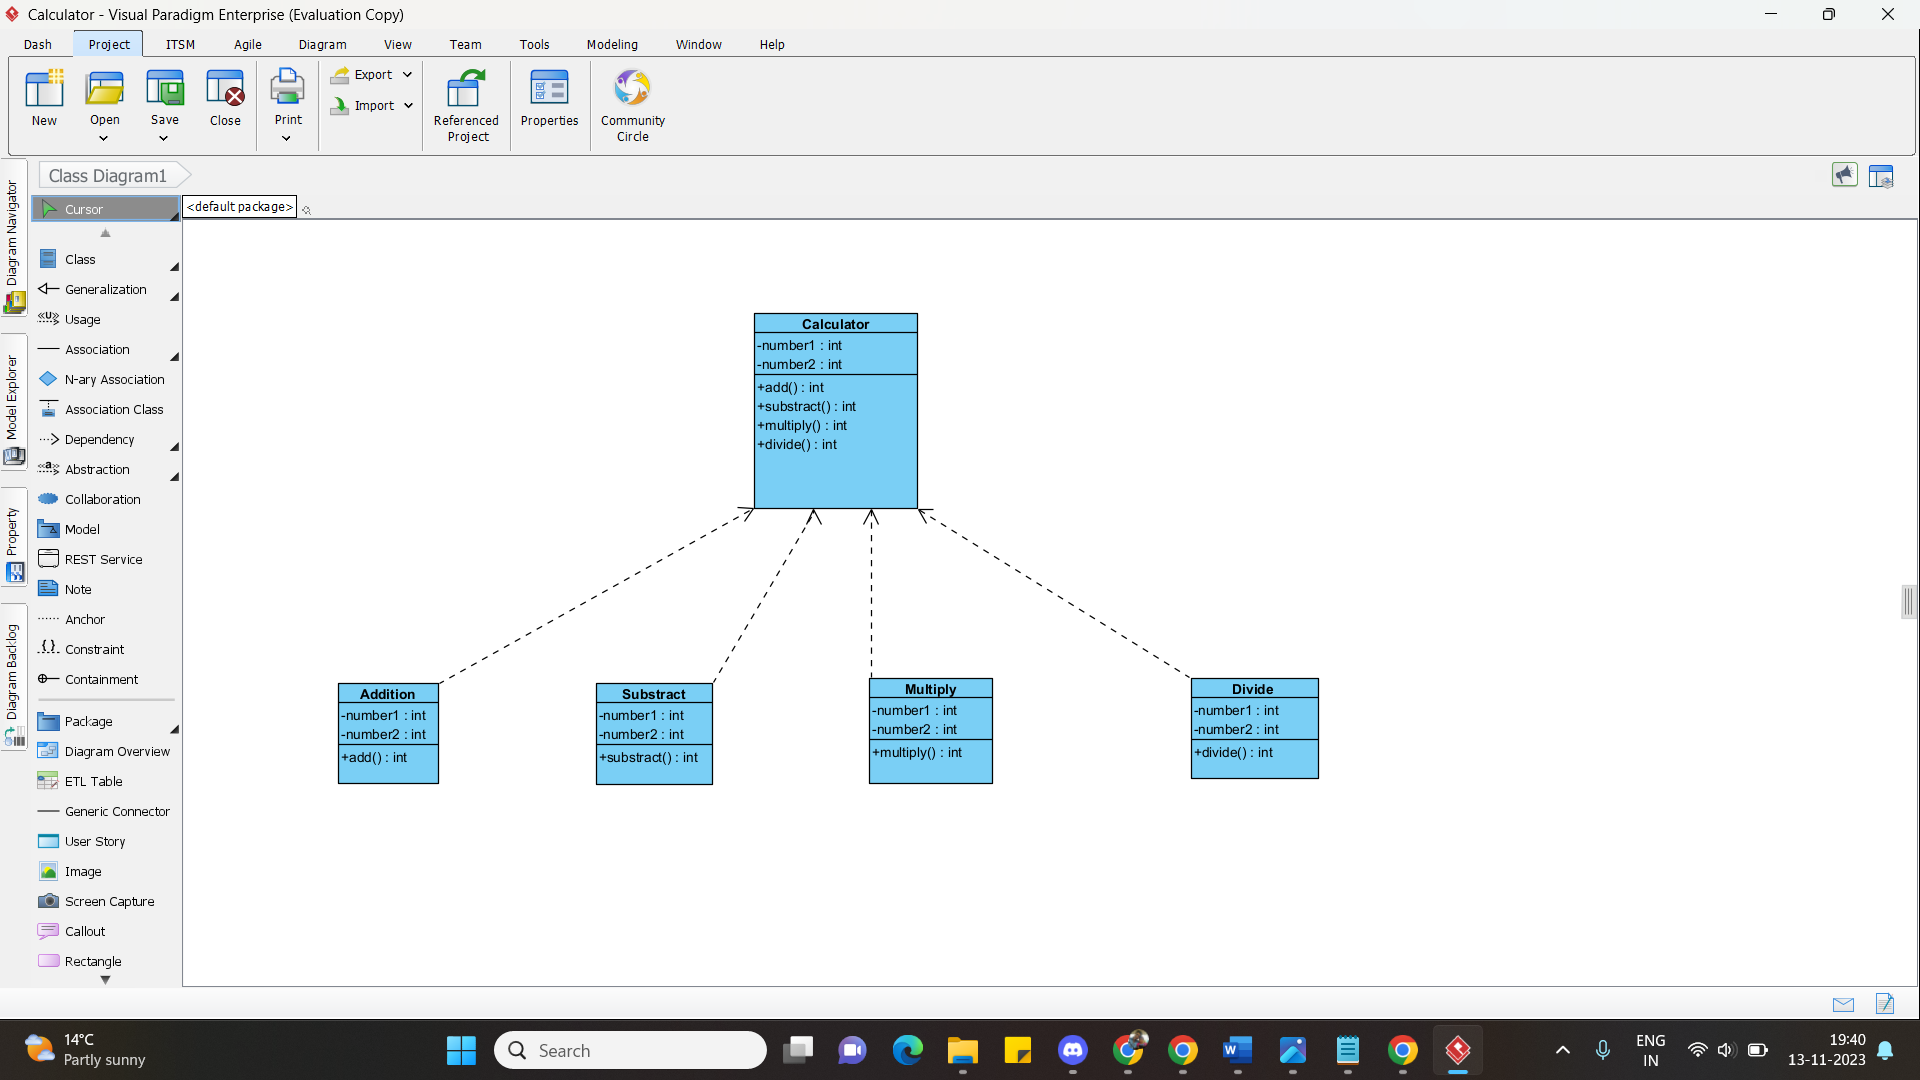 Calculator - Visual Paradigm Enterprise (Evaluation Copy)
Dash Project ITSM Agile Diagram View Team Tools Modeling Window Help
New
Open
Save
Close
Print
Export
Import
Referenced
Project
Properties
Community
Circle
Class Diagram1
Diagram Navigator
Model Explorer
Property
Diagram Backlog
Cursor
<default package>
Class
Generalization
«U» Usage
Association
N-ary Association
Association Class
Dependency
«a» Abstraction
Collaboration
Model
REST Service
Note
Anchor
{ } Constraint
Containment
Package
Diagram Overview
ETL Table
Generic Connector
User Story
Image
Screen Capture
Callout
Rectangle
Calculator
-number1 : int
-number2 : int
+add() : int
+substract() : int
+multiply() : int
+divide() : int
Addition
-number1 : int
-number2 : int
+add() : int
Substract
-number1 : int
-number2 : int
+substract() : int
Multiply
-number1 : int
-number2 : int
+multiply() : int
Divide
-number1 : int
-number2 : int
+divide() : int
14°C
Partly sunny
Search
W
ENG
IN
19:40
13-11-2023